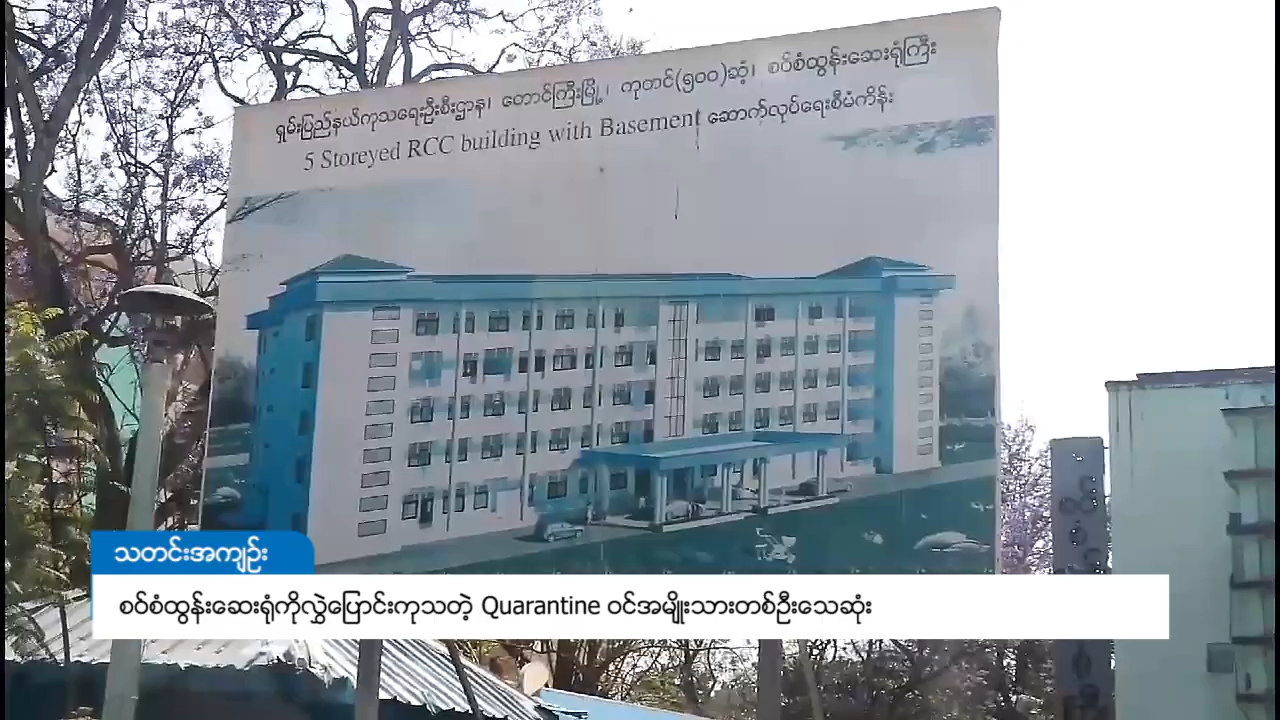 ရှမ်းပြည်နယ်ကုသရေးဦးစီးဌာန၊ တောင်ကြီးမြို့၊ ကုတင်(၅၀၀)ဆံ့၊ စပ်စံထွန်းဆေးရုံကြီး
5 Storeyed RCC building with Basement ဆောက်လုပ်ရေးစီမံကိန်း
သတင်းအကျဉ်း
စပ်စံထွန်းဆေးရုံကိုလွှဲပြောင်းကုသတဲ့ Quarantine ဝင်အမျိုးသားတစ်ဦးသေဆုံး